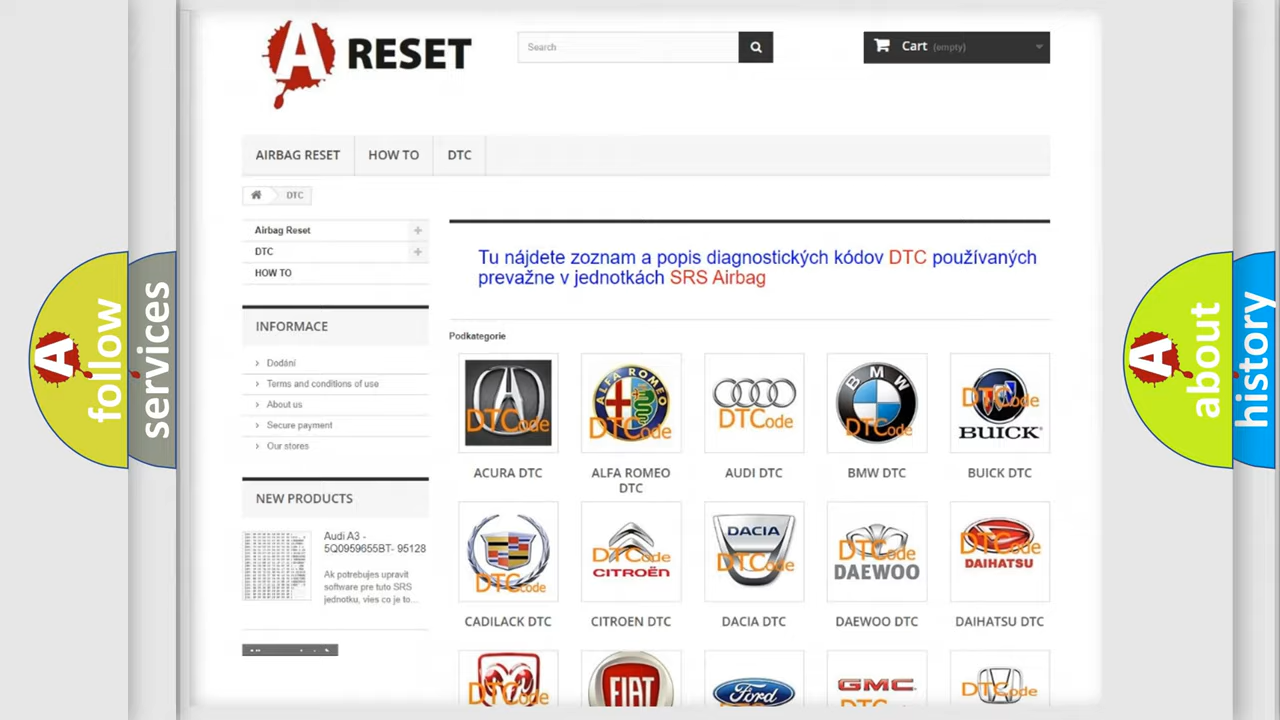 A RESET
Search
Cart (empty)
AIRBAG RESET
HOW TO
DTC
DTC
Airbag Reset
DTC
HOW TO
Tu nájdete zoznam a popis diagnostických kódov DTC používaných
prevažne v jednotkách SRS Airbag
INFORMACE
Dodání
Terms and conditions of use
About us
Secure payment
Our stores
NEW PRODUCTS
Audi A3 -
5Q0959655BT- 95128
Ak potrebujes upravit
software pre tuto SRS
jednotku, vies co je to...
Podkategorie
DTCode
ALFA ROMEO
DTCode
DTCode
BMW
DTCode
DTCode
BUICK
ACURA DTC
ALFA ROMEO
DTC
AUDI DTC
BMW DTC
BUICK DTC
DTCode
DTCode
CITROËN
DACIA
DTCode
DTCode
DAEWOO
DTCode
DAIHATSU
CADILACK DTC
CITROEN DTC
DACIA DTC
DAEWOO DTC
DAIHATSU DTC
DTCode
FIAT
Ford
GMC
DTCode
A follow
services
A about
history